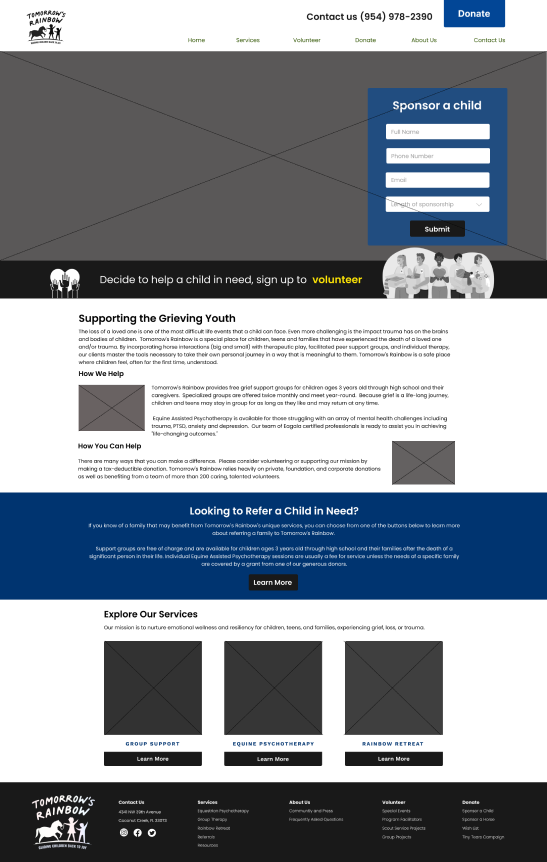 TOMORROW'S
RAINBOW
Contact us (954) 978-2390
Donate
Home
Services
Volunteer
Donate
About Us
Contact Us
Sponsor a child
Full Name
Phone Number
Email
Length of sponsorship
Submit
Decide to help a child in need, sign up to volunteer
Supporting the Grieving Youth
The loss of a loved one is one of the most difficult life events that a child can face. Even more challenging is the impact trauma has on the brains
and bodies of children. Tomorrow's Rainbow is a special place for children, teens and families that have experienced the death of a loved one
and/or trauma. By incorporating horse interactions (big and small) with therapeutic play, facilitated peer support groups, and individual therapy,
our clients master the tools necessary to take their own personal journey in a way that is meaningful to them. Tomorrow's Rainbow is a safe place
where children feel, often for the first time, understood.
How We Help
Tomorrow's Rainbow provides free grief support groups for children ages 3 years old through high school and their
caregivers. Specialized groups are offered twice monthly and meet year-round. Because grief is a life-long journey,
children and teens may stay in group for as long as they like and may return at any time.
Equine Assisted Psychotherapy is available for those struggling with an array of mental health challenges including
trauma, PTSD, anxiety and depression. Our team of Eagala certified professionals is ready to assist you in achieving
"life-changing outcomes."
How You Can Help
There are many ways that you can make a difference. Please consider volunteering or supporting our mission by
making a tax-deductible donation. Tomorrow's Rainbow relies heavily on private, foundation, and corporate donations
as well as benefiting from a team of more than 200 caring, talented volunteers.
Looking to Refer a Child in Need?
If you know of a family that may benefit from Tomorrow's Rainbow's unique services, you can choose from one of the buttons below to learn more
about referring a family to Tomorrow's Rainbow.
Support groups are free of charge and are available for children ages 3 years old through high school and their families after the death of a
significant person in their life. Individual Equine Assisted Psychotherapy sessions are usually a fee for service unless the needs of a specific family
are covered by a grant from one of our generous donors.
Learn More
Explore Our Services
Our mission is to nurture emotional wellness and resiliency for children, teens, and families, experiencing grief, loss, or trauma.
GROUP SUPPORT
EQUINE PSYCHOTHERAPY
RAINBOW RETREAT
Learn More
Learn More
Learn More
TOMORROW'S
RAINBOW
GUIDING CHILDREN BACK TO JOY
Contact Us
4341 NW 39th Avenue
Coconut Creek, Fl. 33073
Services
Equestrian Psychotherapy
Group Therapy
Rainbow Retreat
Referrals
Resources
About Us
Community and Press
Frequently Asked Questions
Volunteer
Special Events
Program Facilitators
Scout Service Projects
Group Projects
Donate
Sponsor a Child
Sponsor a Horse
Wish List
Tiny Tears Campaign